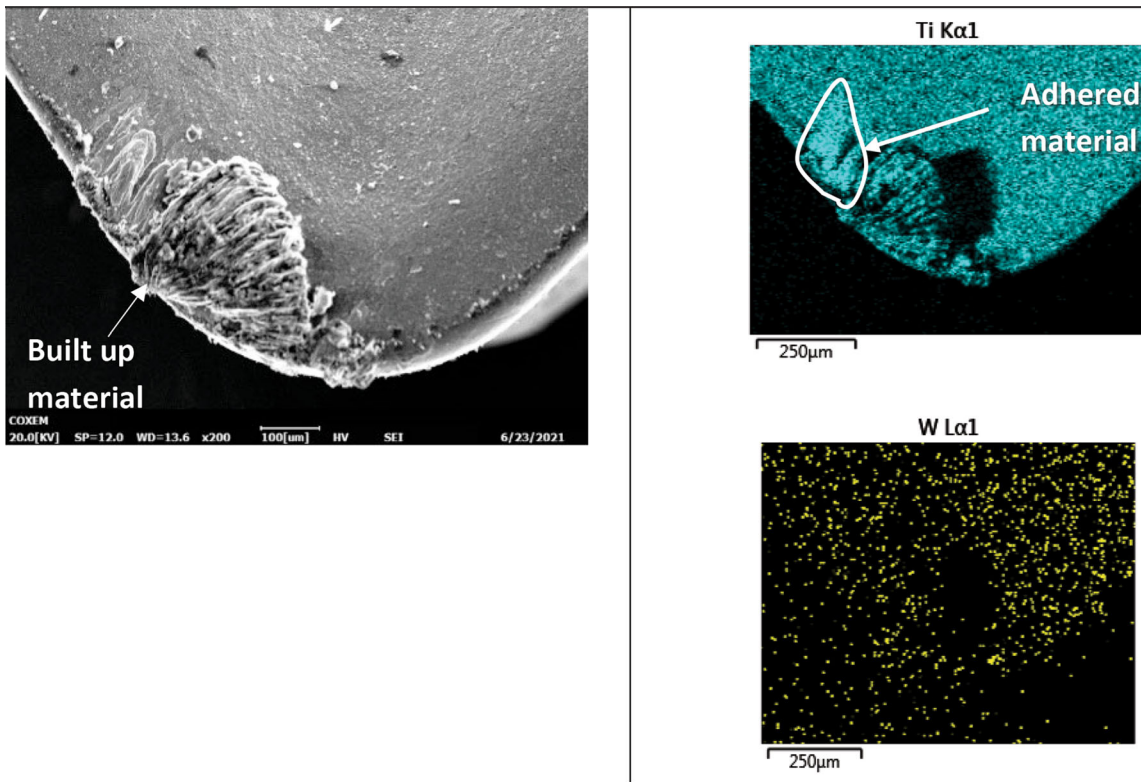 Built up
material
COXEM
20.0[KV] SP=12.0 WD=13.6 x200 100[um] HV SEI 6/23/2021
Ti Kα1
Adhered
material
250µm
W Lα1
250µm